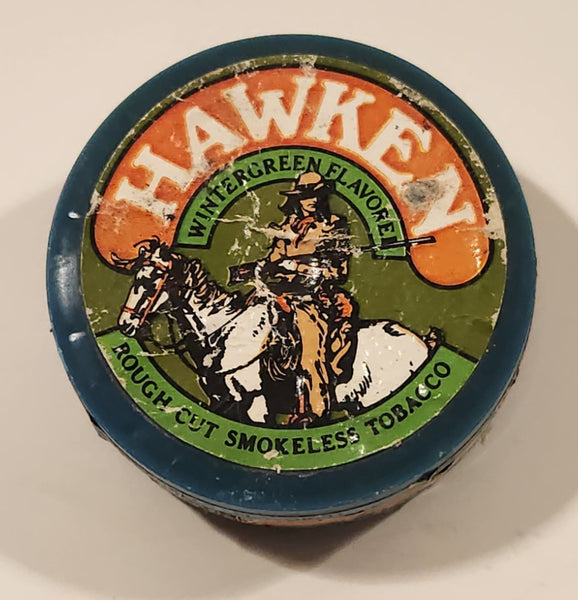 HAWKEN
WINTERGREEN FLAVORED
ROUGH CUT SMOKELESS TOBACCO